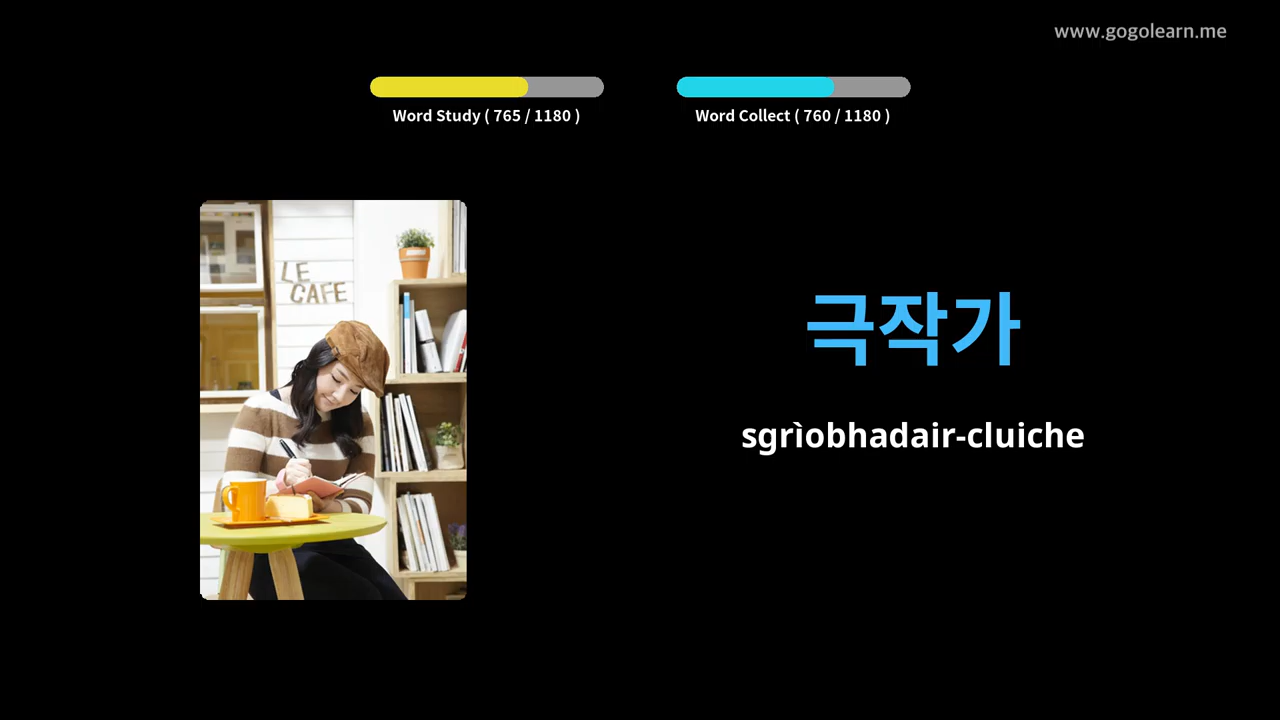 www.gogolearn.me
Word Study ( 765 / 1180 )
Word Collect ( 760 / 1180 )
LE
CAFE
극작가
sgrìobhadair-cluiche